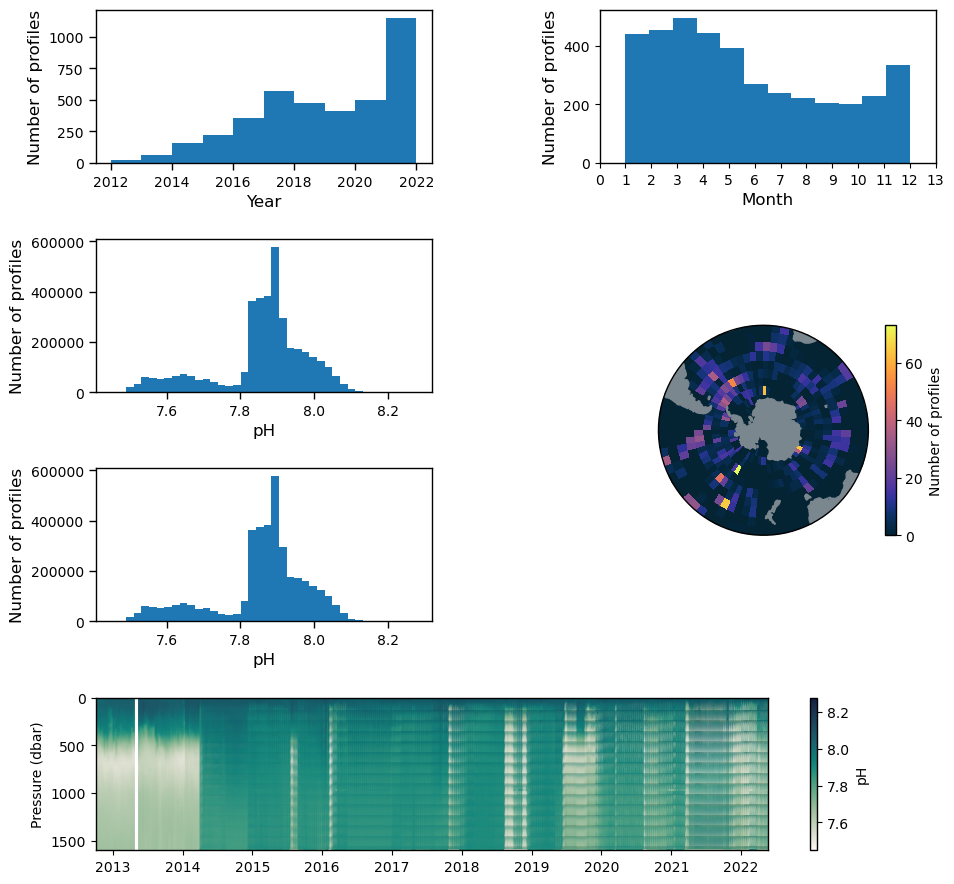 Number of profiles
1000
750
500
250
0
2012 2014 2016 2018 2020 2022
Year
Number of profiles
400
200
0
0 1 2 3 4 5 6 7 8 9 10 11 12 13
Month
Number of profiles
600000
400000
200000
0
7.6 7.8 8.0 8.2
pH
Number of profiles
60
40
20
0
Number of profiles
600000
400000
200000
0
7.6 7.8 8.0 8.2
pH
Pressure (dbar)
0
500
1000
1500
2013 2014 2015 2016 2017 2018 2019 2020 2021 2022
8.2
8.0
7.8
7.6
pH